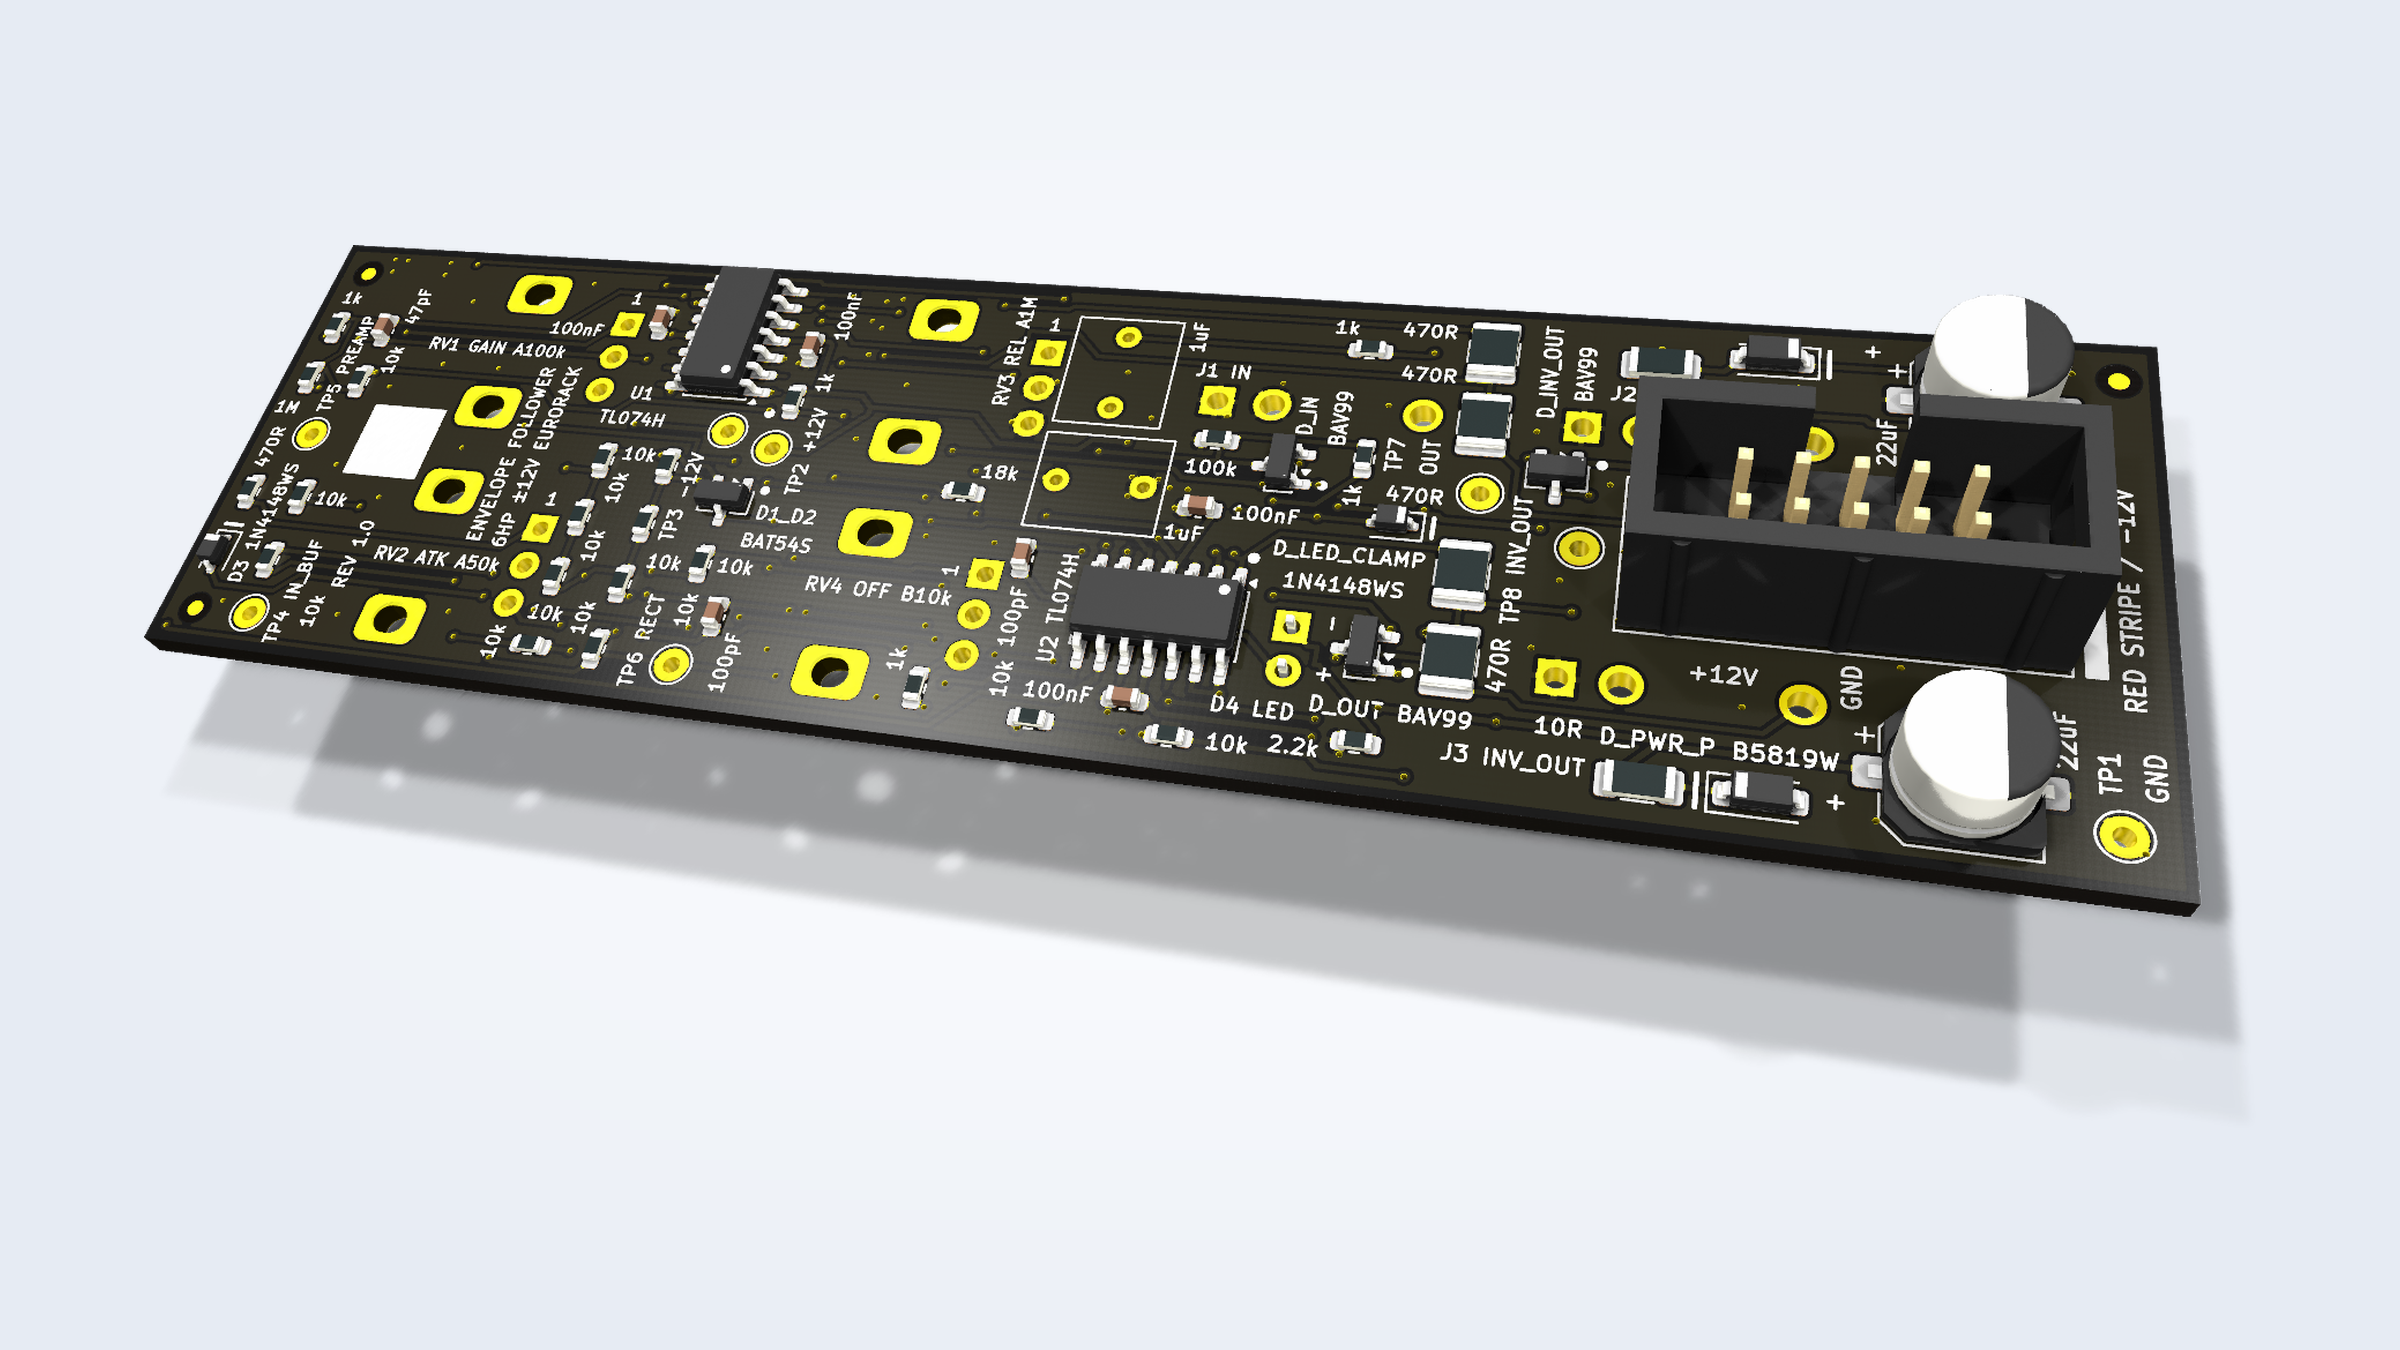 1k
47pF
TP5 PREAMP
10k
1M
470R
D3 1N4148WS
10k
TP4 IN_BUF
10k
REV 1.0
RV1 GAIN A100k
100nF
1
ENVELOPE FOLLOWER
6HP ±12V EURORACK
RV2 ATK A50k
1
U1
TL074H
100nF
1k
TP2 +12V
TP3 -12V
10k
10k
10k
D1_D2
BAT54S
10k
10k
10k
10k
10k
10k
TP6 RECT
100pF
RV3 REL A1M
1
1uF
1uF
18k
RV4 OFF B10k
1
100pF
1k
10k
U2 TL074H
100nF
J1 IN
100k
D_IN
BAV99
100nF
1k
1k
470R
470R
TP7
OUT
470R
D_LED_CLAMP
1N4148WS
TP8 INV_OUT
470R
-
+
D4 LED
D_OUT BAV99
10k
2.2k
D_INV_OUT
BAV99
J2
J3 INV_OUT
10R
D_PWR_P B5819W
+12V
GND
+
+
22uF
+
+
22uF
RED STRIPE / -12V
TP1
GND